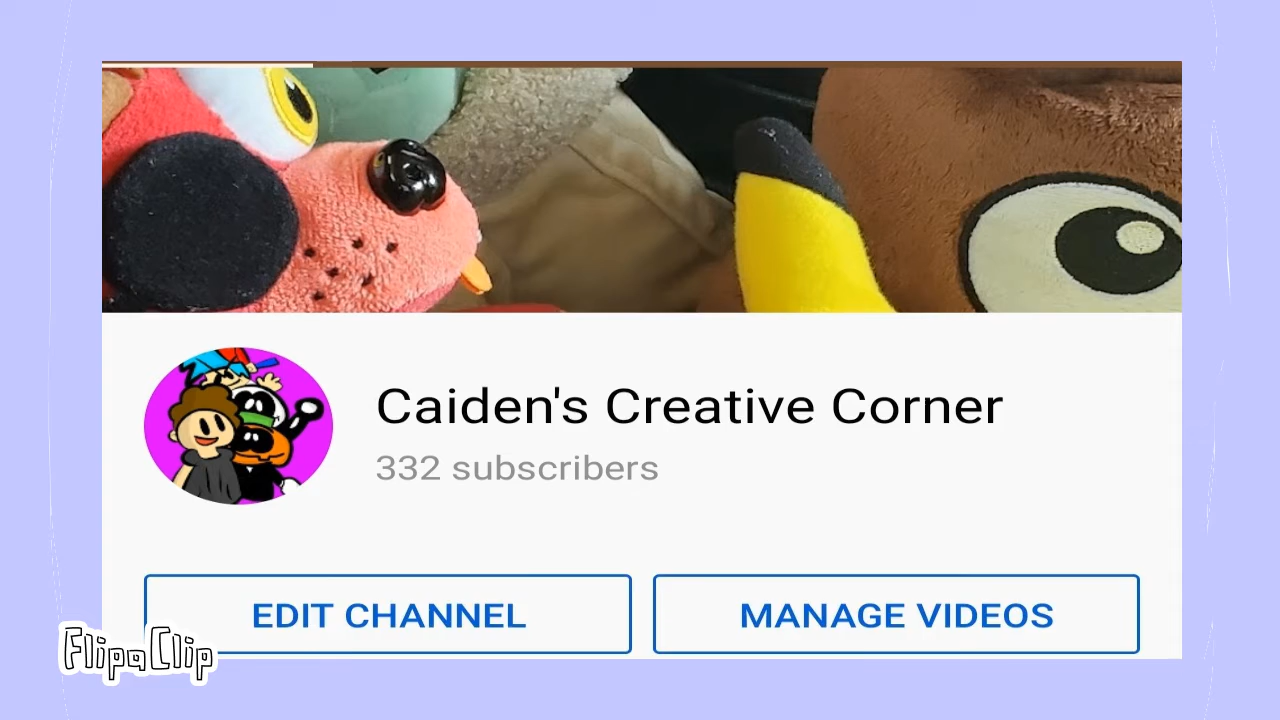 Caiden's Creative Corner
332 subscribers
EDIT CHANNEL
MANAGE VIDEOS
FlipaClip